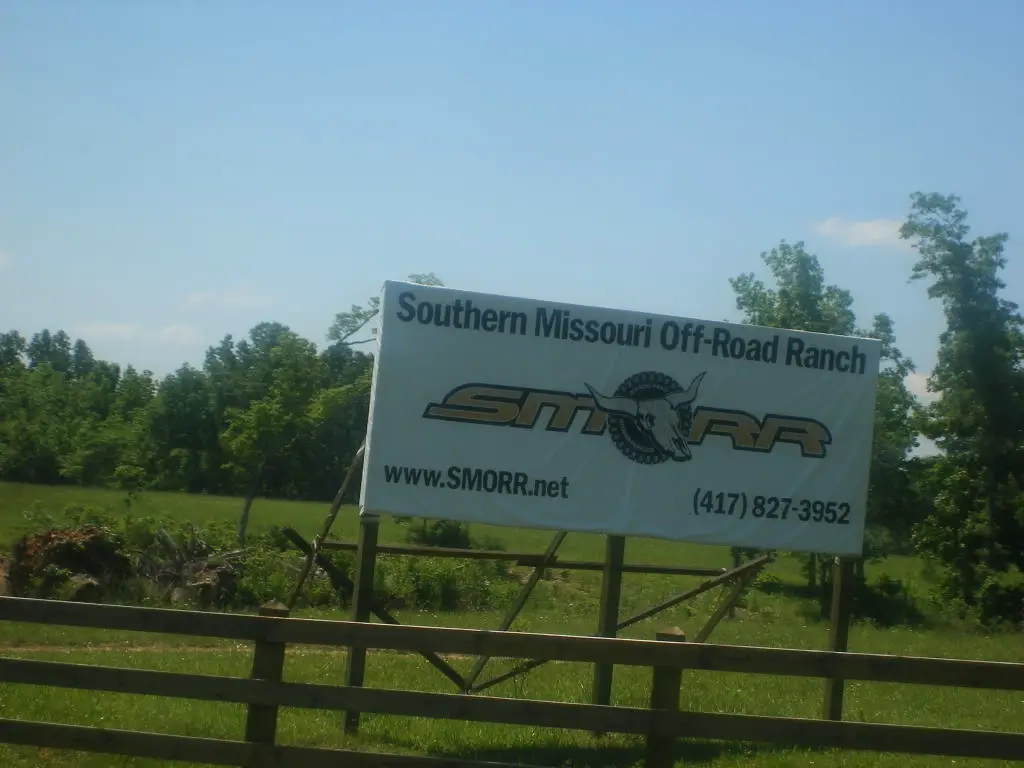 Southern Missouri Off-Road Ranch
SMORR
www.SMORR.net
(417) 827-3952